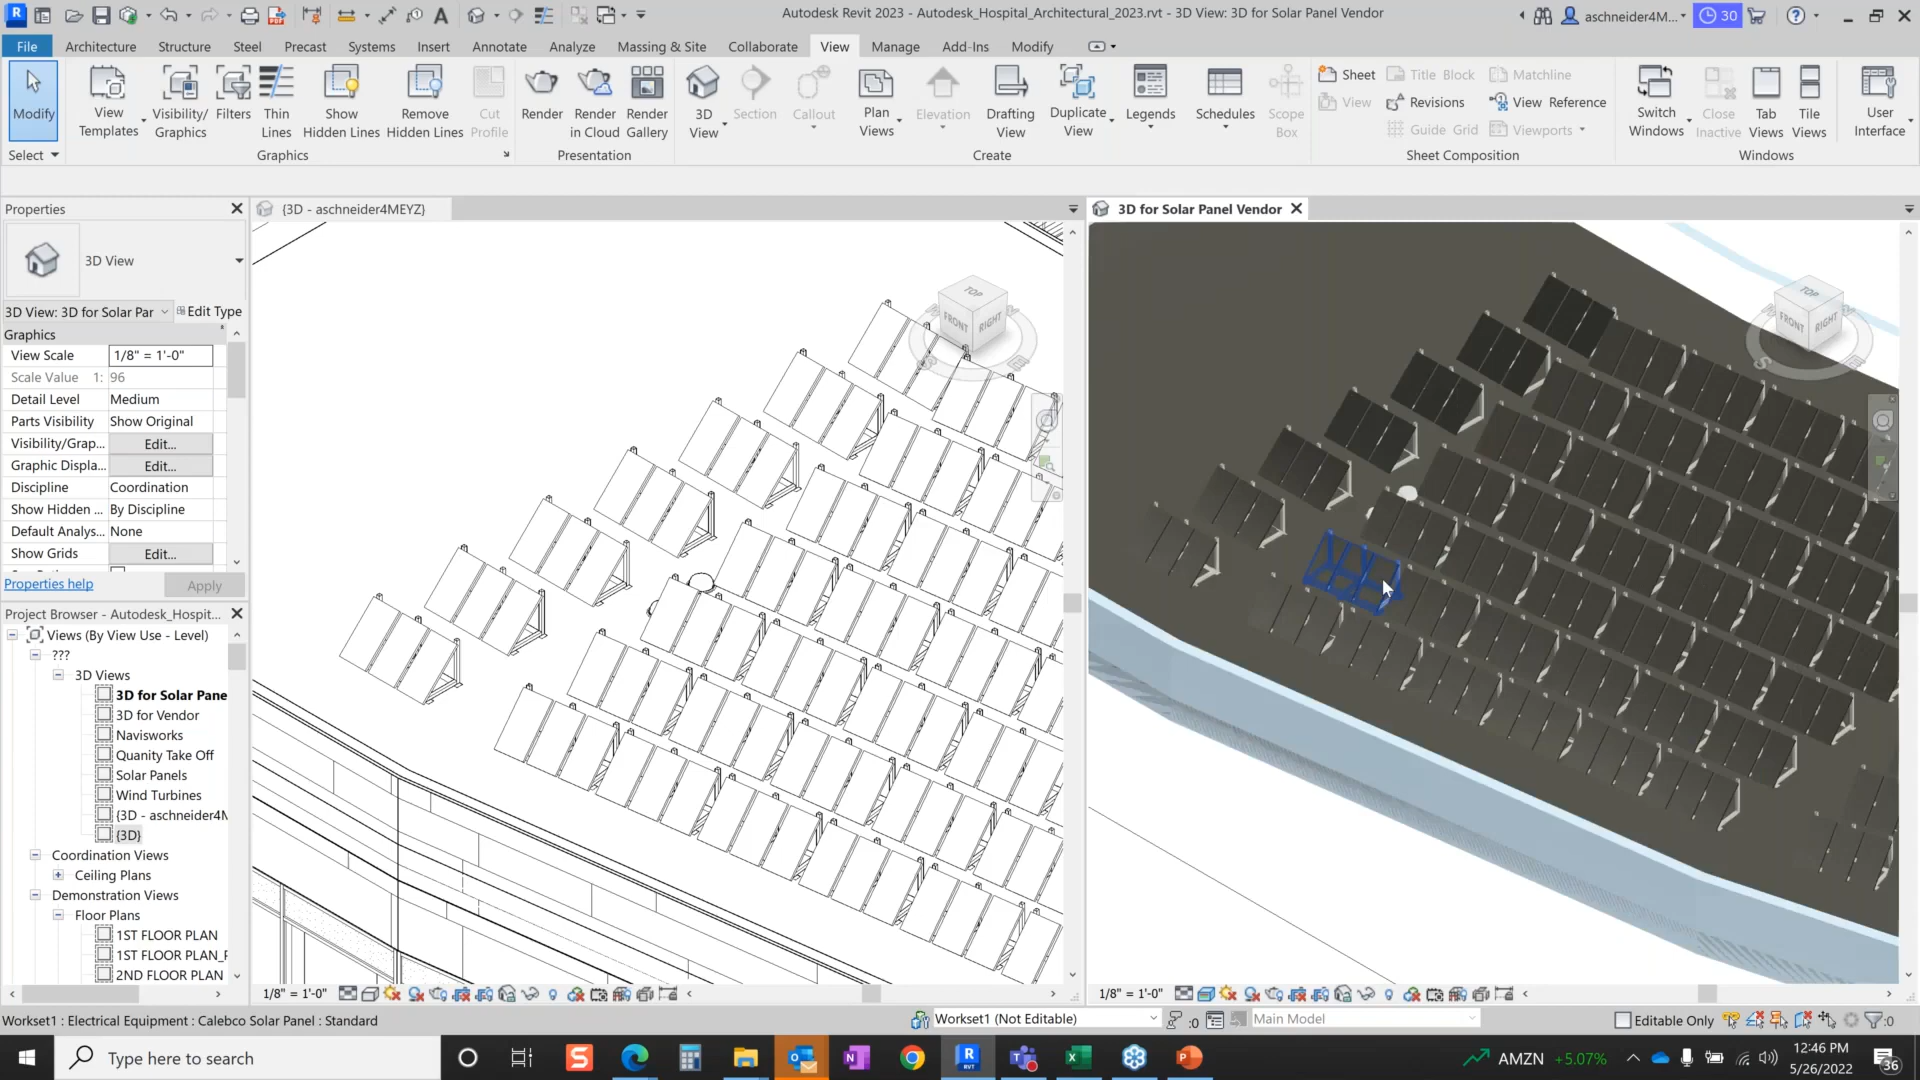 Autodesk Revit 2023 - Autodesk_Hospital_Architectural_2023.rvt - 3D View: 3D for Solar Panel Vendor
aschneider4M...
30
File Architecture Structure Steel Precast Systems Insert Annotate Analyze Massing & Site Collaborate View Manage Add-Ins Modify
Modify
View Templates
Visibility/ Graphics
Filters
Thin Lines
Show Hidden Lines
Remove Hidden Lines
Cut Profile
Render
Render in Cloud
Render Gallery
3D View
Section
Callout
Plan Views
Elevation
Drafting View
Duplicate View
Legends
Schedules
Scope Box
Sheet
Title Block
Matchline
View
Revisions
View Reference
Guide Grid
Viewports
Switch Windows
Close Inactive
Tab Views
Tile Views
User Interface
Select
Graphics
Presentation
Create
Sheet Composition
Windows
Properties
{3D - aschneider4MEYZ}
3D for Solar Panel Vendor
3D View
3D View: 3D for Solar Par
Edit Type
Graphics
View Scale 1/8" = 1'-0"
Scale Value 1: 96
Detail Level Medium
Parts Visibility Show Original
Visibility/Grap... Edit...
Graphic Displa... Edit...
Discipline Coordination
Show Hidden ... By Discipline
Default Analys... None
Show Grids Edit...
Properties help
Apply
Project Browser - Autodesk_Hospit...
Views (By View Use - Level)
???
3D Views
3D for Solar Pane
3D for Vendor
Navisworks
Quanity Take Off
Solar Panels
Wind Turbines
{3D - aschneider4M
{3D}
Coordination Views
Ceiling Plans
Demonstration Views
Floor Plans
1ST FLOOR PLAN
1ST FLOOR PLAN_F
2ND FLOOR PLAN
TOP
FRONT
RIGHT
TOP
FRONT
RIGHT
1/8" = 1'-0"
1/8" = 1'-0"
Workset1 : Electrical Equipment : Calebco Solar Panel : Standard
Workset1 (Not Editable)
:0
Main Model
Editable Only
:0
Type here to search
AMZN +5.07%
12:46 PM
5/26/2022
36